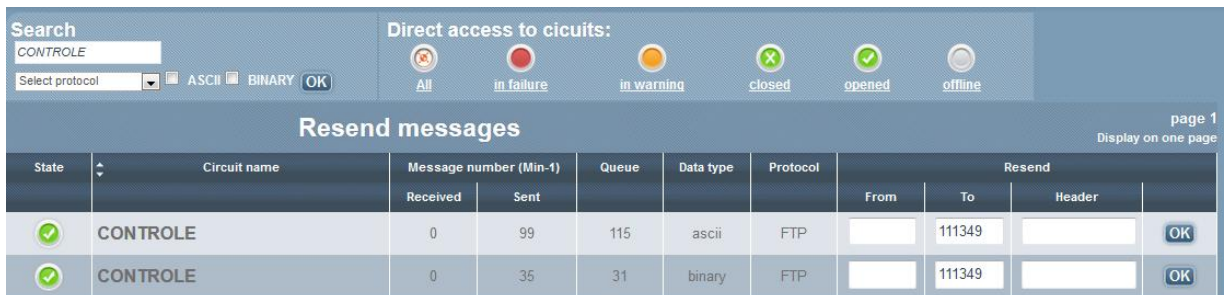 Search
CONTROLE
Select protocol ASCII BINARY OK
Direct access to cicuits:
All in failure in warning closed opened offline
Resend messages
page 1
Display on one page
State Circuit name Message number (Min-1) Queue Data type Protocol Resend
Received Sent From To Header
CONTROLE 0 99 115 ascii FTP 111349 OK
CONTROLE 0 35 31 binary FTP 111349 OK